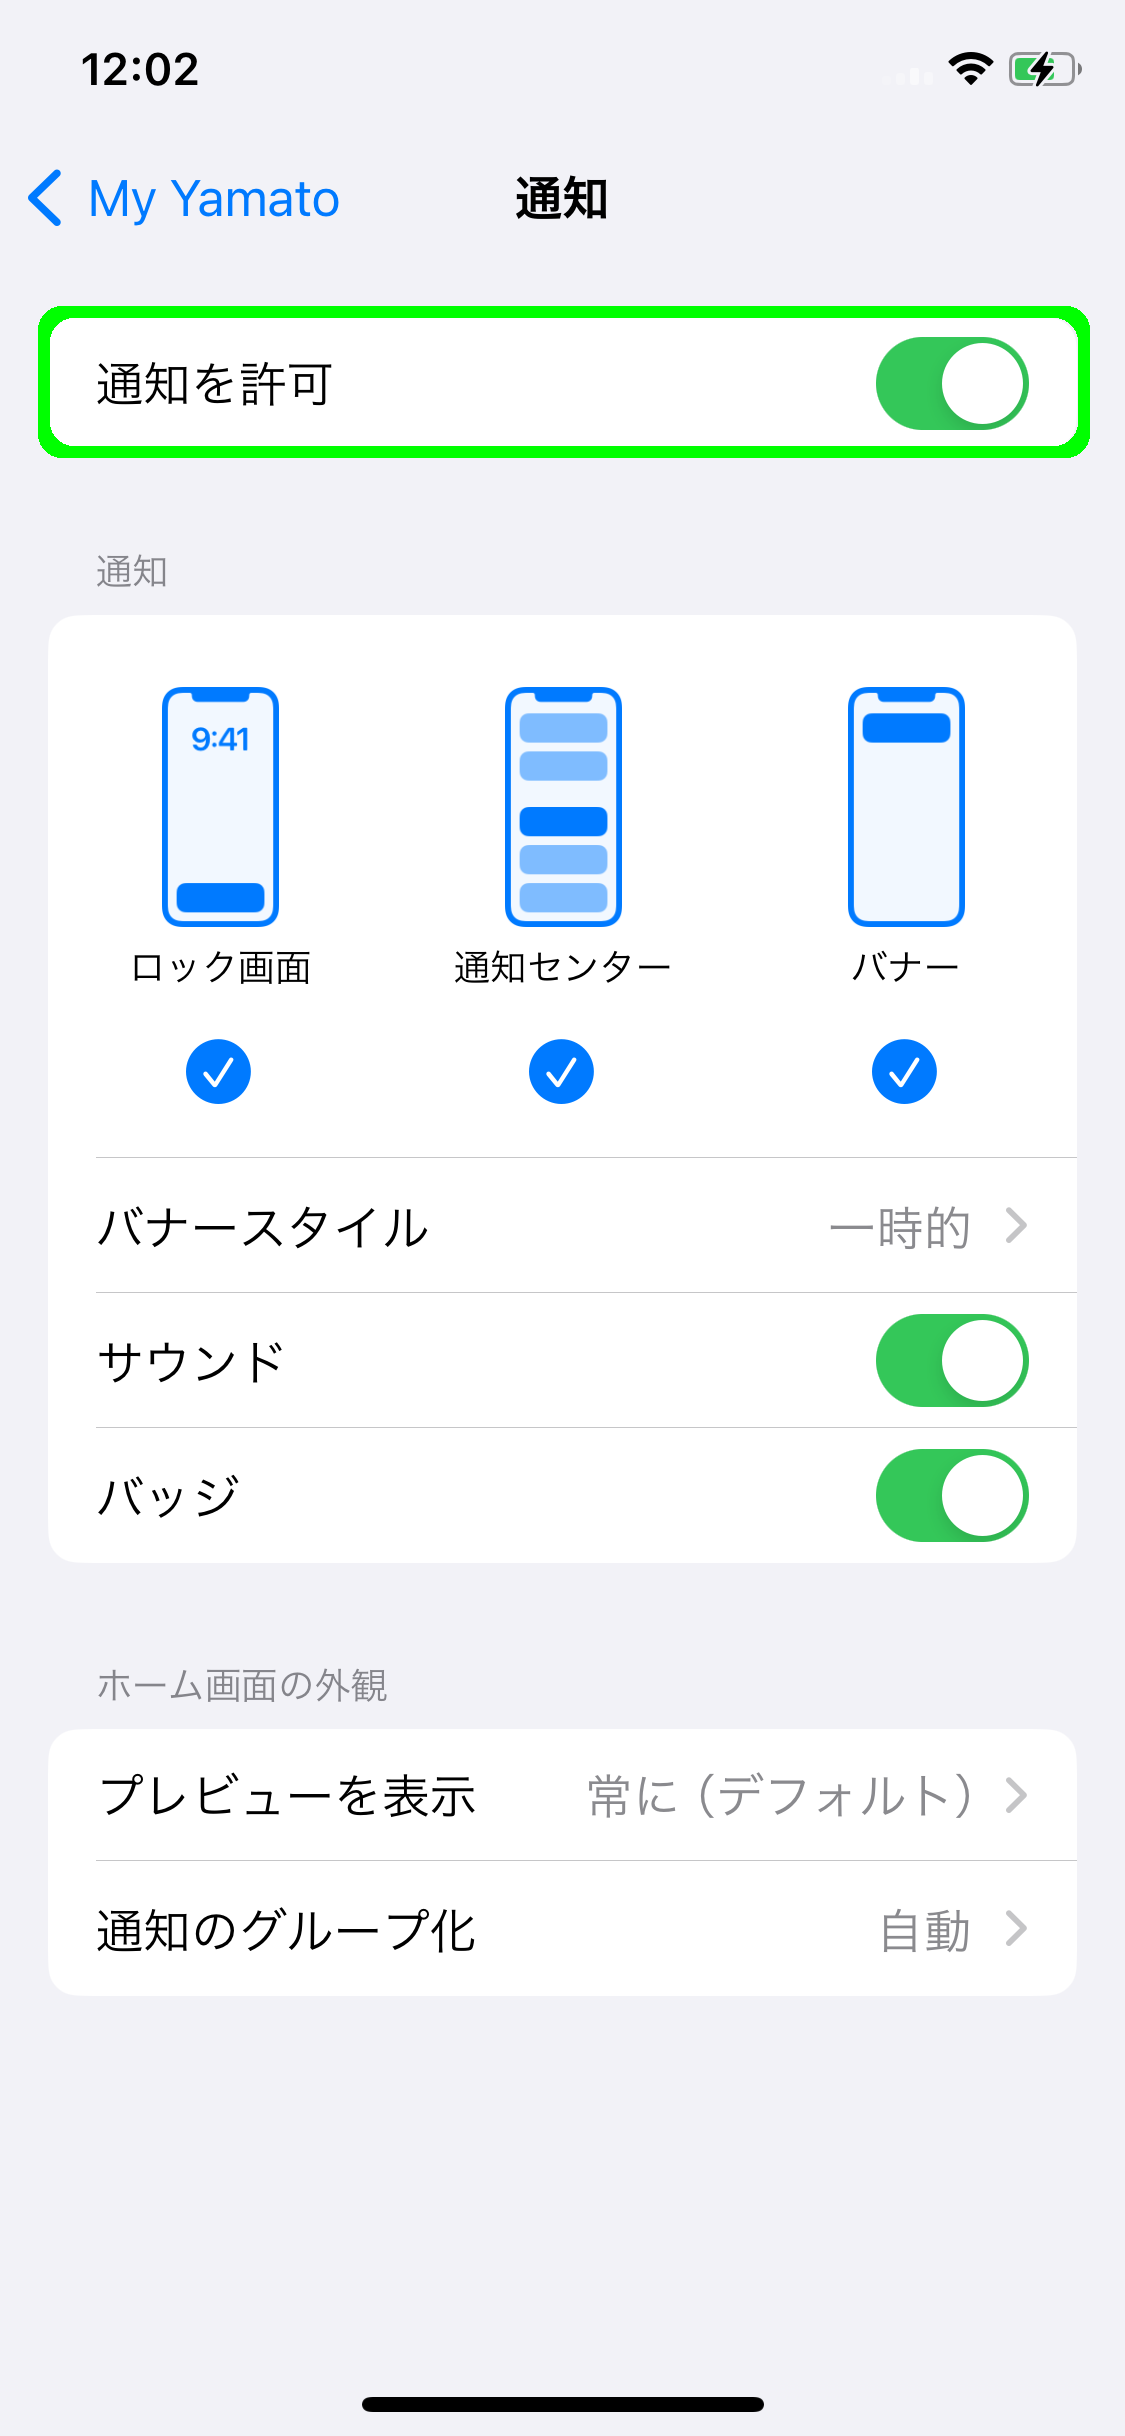 12:02
My Yamato 通知
通知を許可
通知
9:41
ロック画面 通知センター バナー
バナースタイル 一時的
サウンド
バッジ
ホーム画面の外観
プレビューを表示 常に（デフォルト）
通知のグループ化 自動